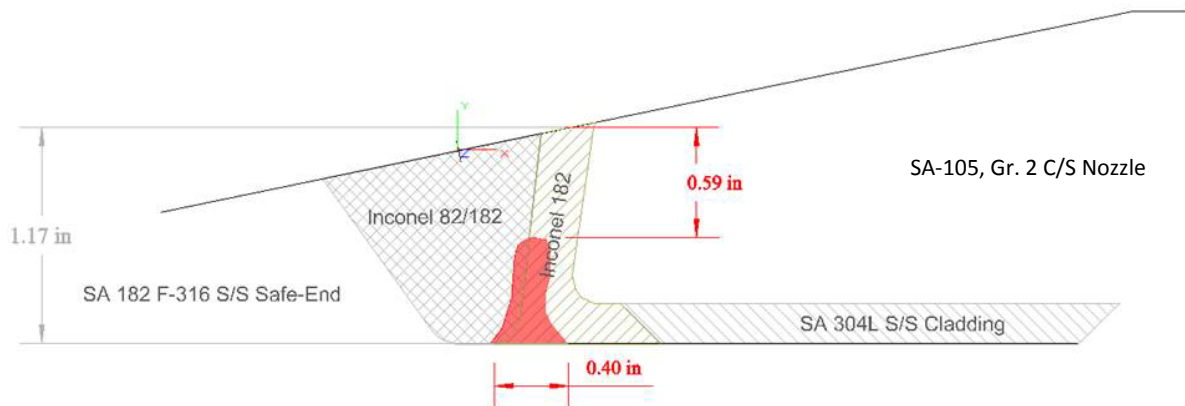 Y
Z
X
SA-105, Gr. 2 C/S Nozzle
0.59 in
Inconel 82/182
Inconel 182
1.17 in
SA 182 F-316 S/S Safe-End
SA 304L S/S Cladding
0.40 in